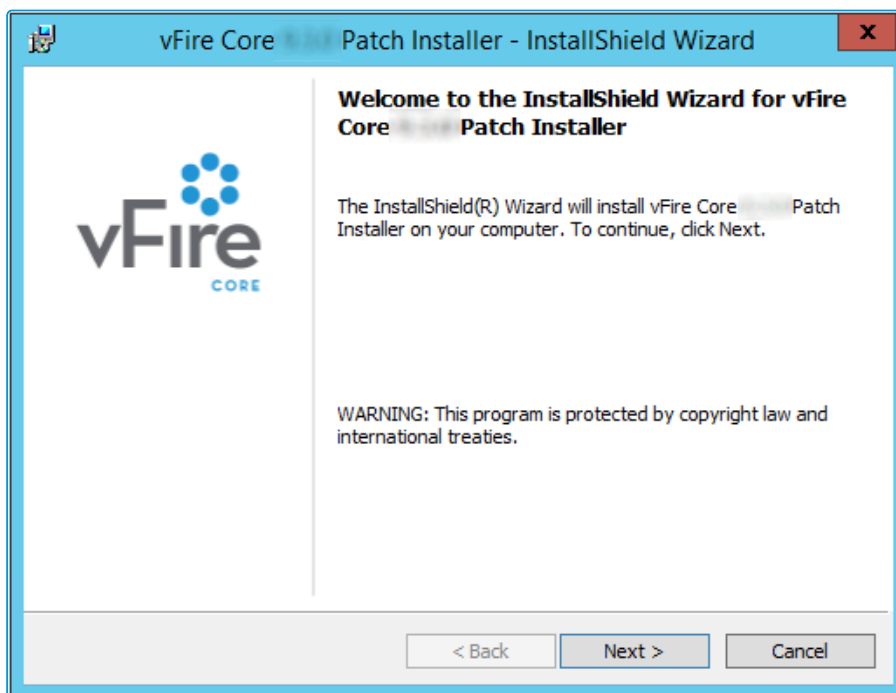 vFire Core Patch Installer - InstallShield Wizard
x
Welcome to the InstallShield Wizard for vFire
Core Patch Installer
vFire
CORE
The InstallShield(R) Wizard will install vFire Core Patch
Installer on your computer. To continue, click Next.
WARNING: This program is protected by copyright law and
international treaties.
< Back
Next >
Cancel